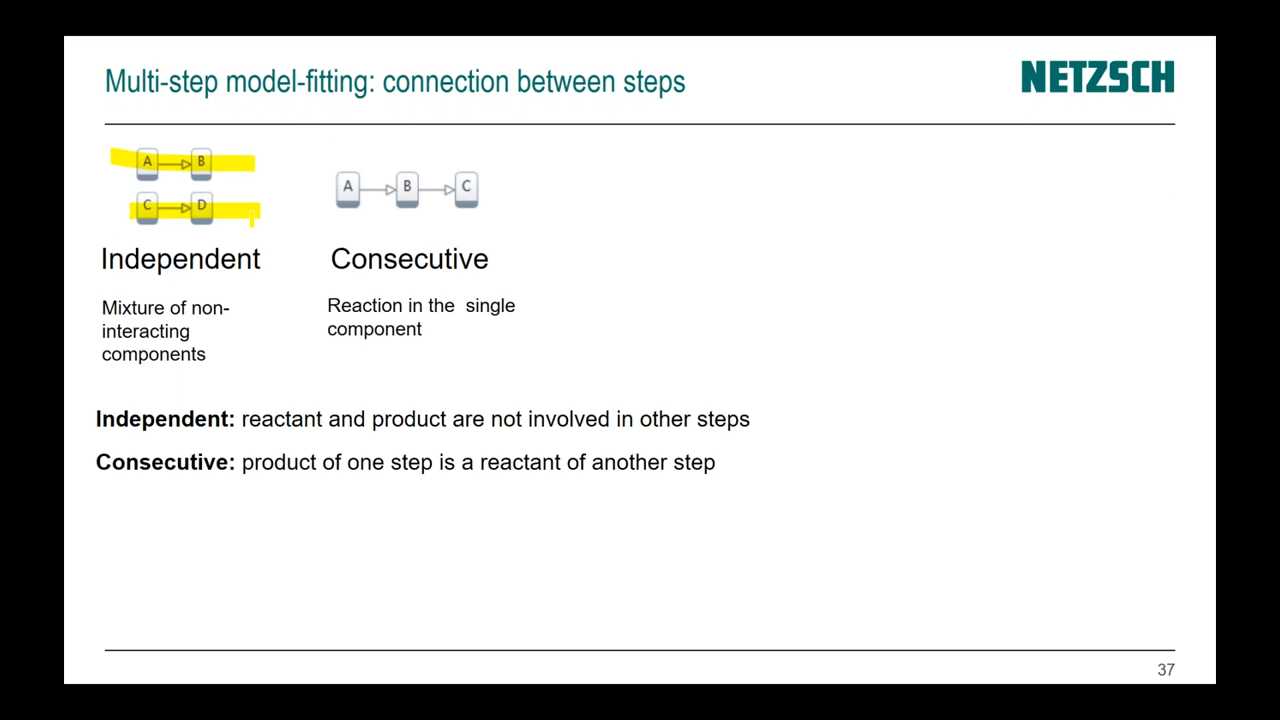 Multi-step model-fitting: connection between steps
NETZSCH
A B
C D
A B C
Independent
Consecutive
Mixture of non-
interacting
components
Reaction in the single
component
Independent: reactant and product are not involved in other steps
Consecutive: product of one step is a reactant of another step
37